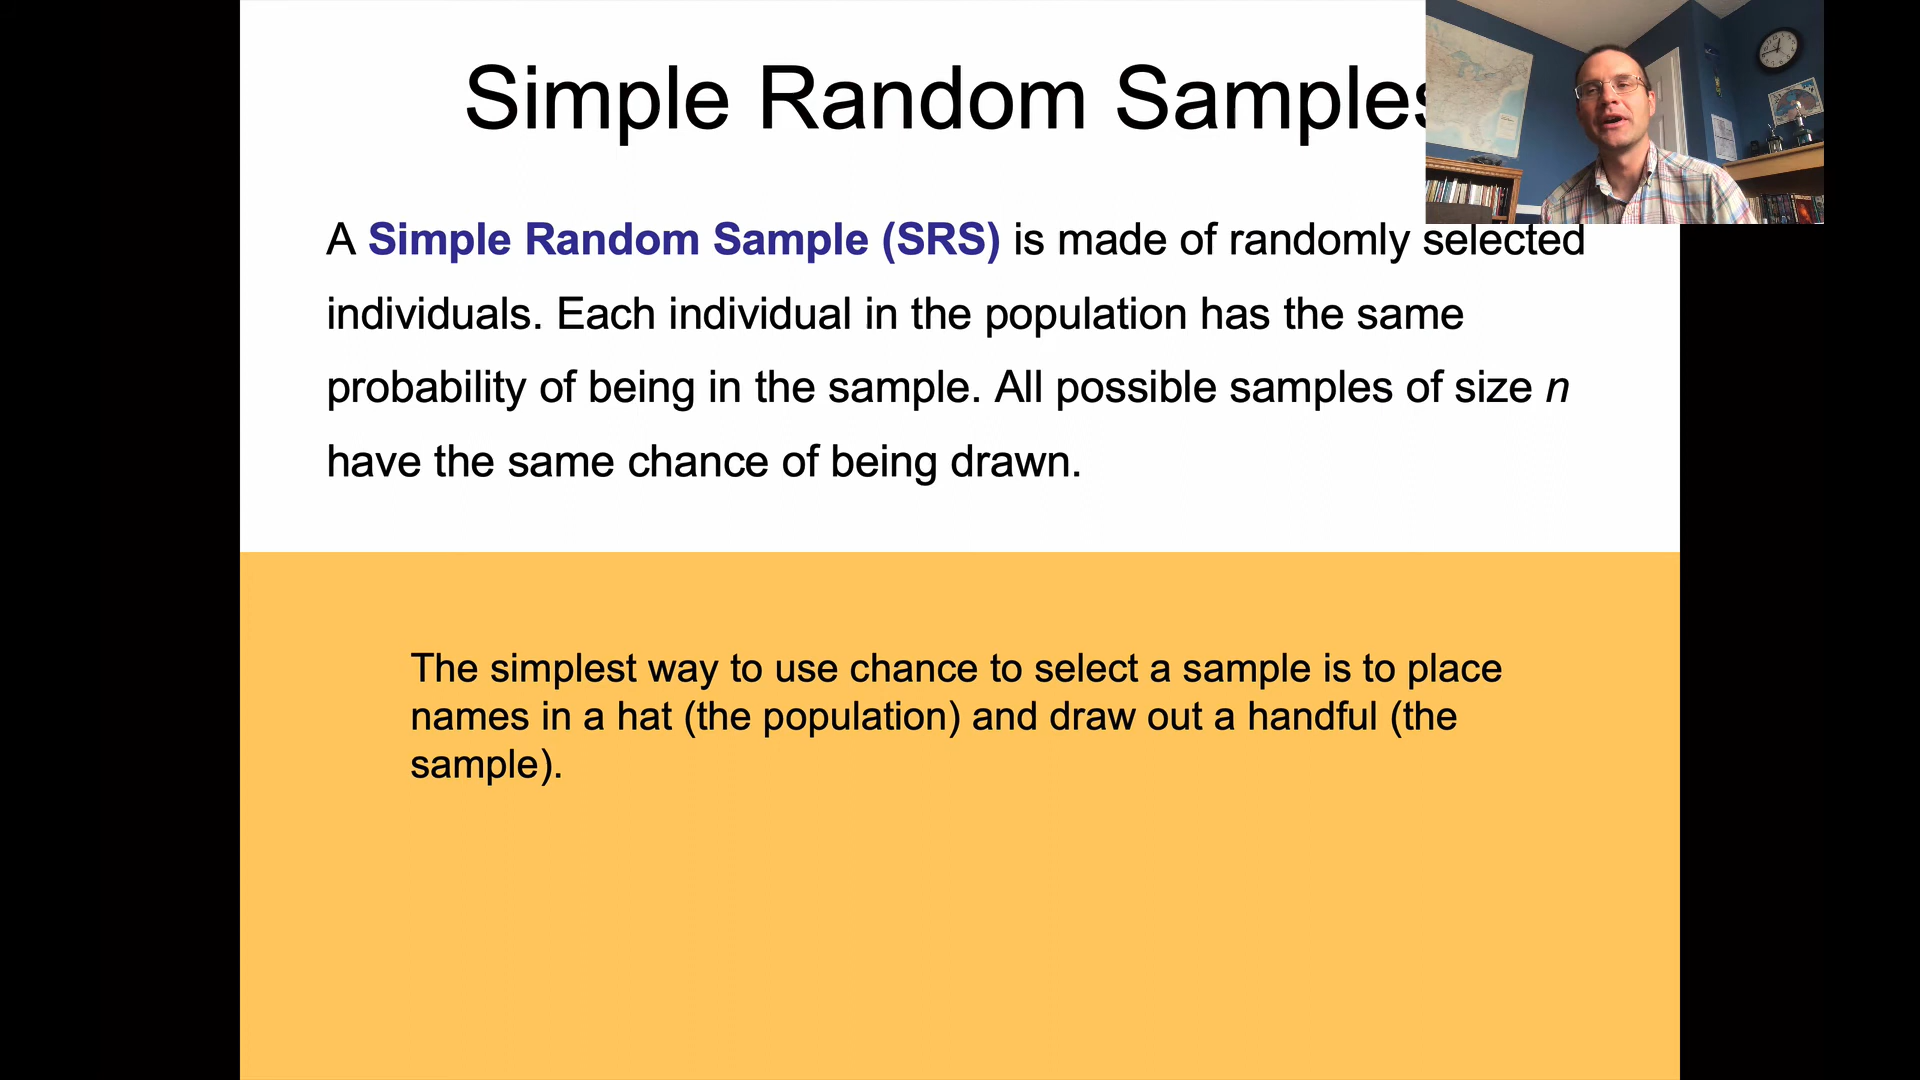 Simple Random Samples
A Simple Random Sample (SRS) is made of randomly selected
individuals. Each individual in the population has the same
probability of being in the sample. All possible samples of size n
have the same chance of being drawn.
The simplest way to use chance to select a sample is to place
names in a hat (the population) and draw out a handful (the
sample).